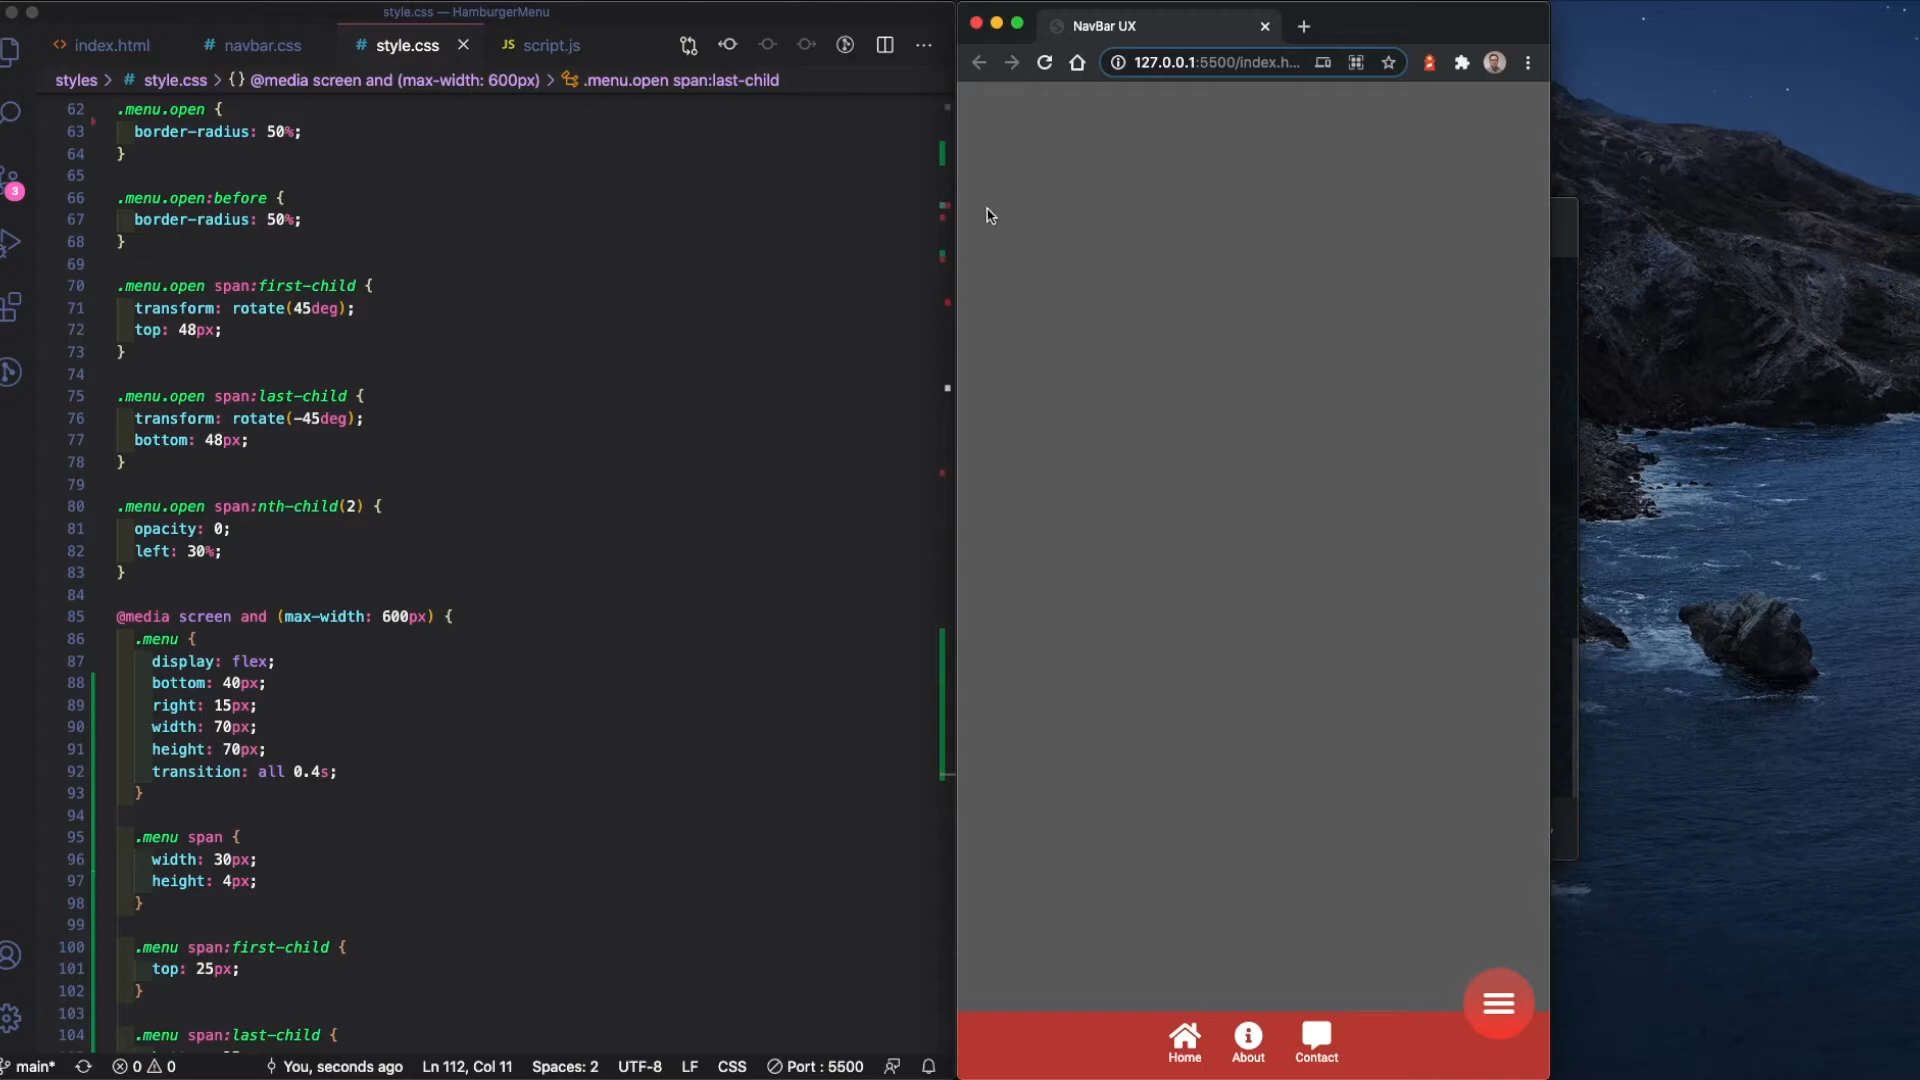 style.css — HamburgerMenu
<> index.html
# navbar.css
# style.css ×
JS script.js
styles > # style.css > {} @media screen and (max-width: 600px) > .menu.open span:last-child
62 .menu.open {
63 border-radius: 50%;
64 }
65
66 .menu.open:before {
67 border-radius: 50%;
68 }
69
70 .menu.open span:first-child {
71 transform: rotate(45deg);
72 top: 48px;
73 }
74
75 .menu.open span:last-child {
76 transform: rotate(-45deg);
77 bottom: 48px;
78 }
79
80 .menu.open span:nth-child(2) {
81 opacity: 0;
82 left: 30%;
83 }
84
85 @media screen and (max-width: 600px) {
86 .menu {
87 display: flex;
88 bottom: 40px;
89 right: 15px;
90 width: 70px;
91 height: 70px;
92 transition: all 0.4s;
93 }
94
95 .menu span {
96 width: 30px;
97 height: 4px;
98 }
99
100 .menu span:first-child {
101 top: 25px;
102 }
103
104 .menu span:last-child {
3
main*
0
0
You, seconds ago
Ln 112, Col 11
Spaces: 2
UTF-8
LF
CSS
Port : 5500
NavBar UX
127.0.0.1:5500/index.h...
Home
About
Contact